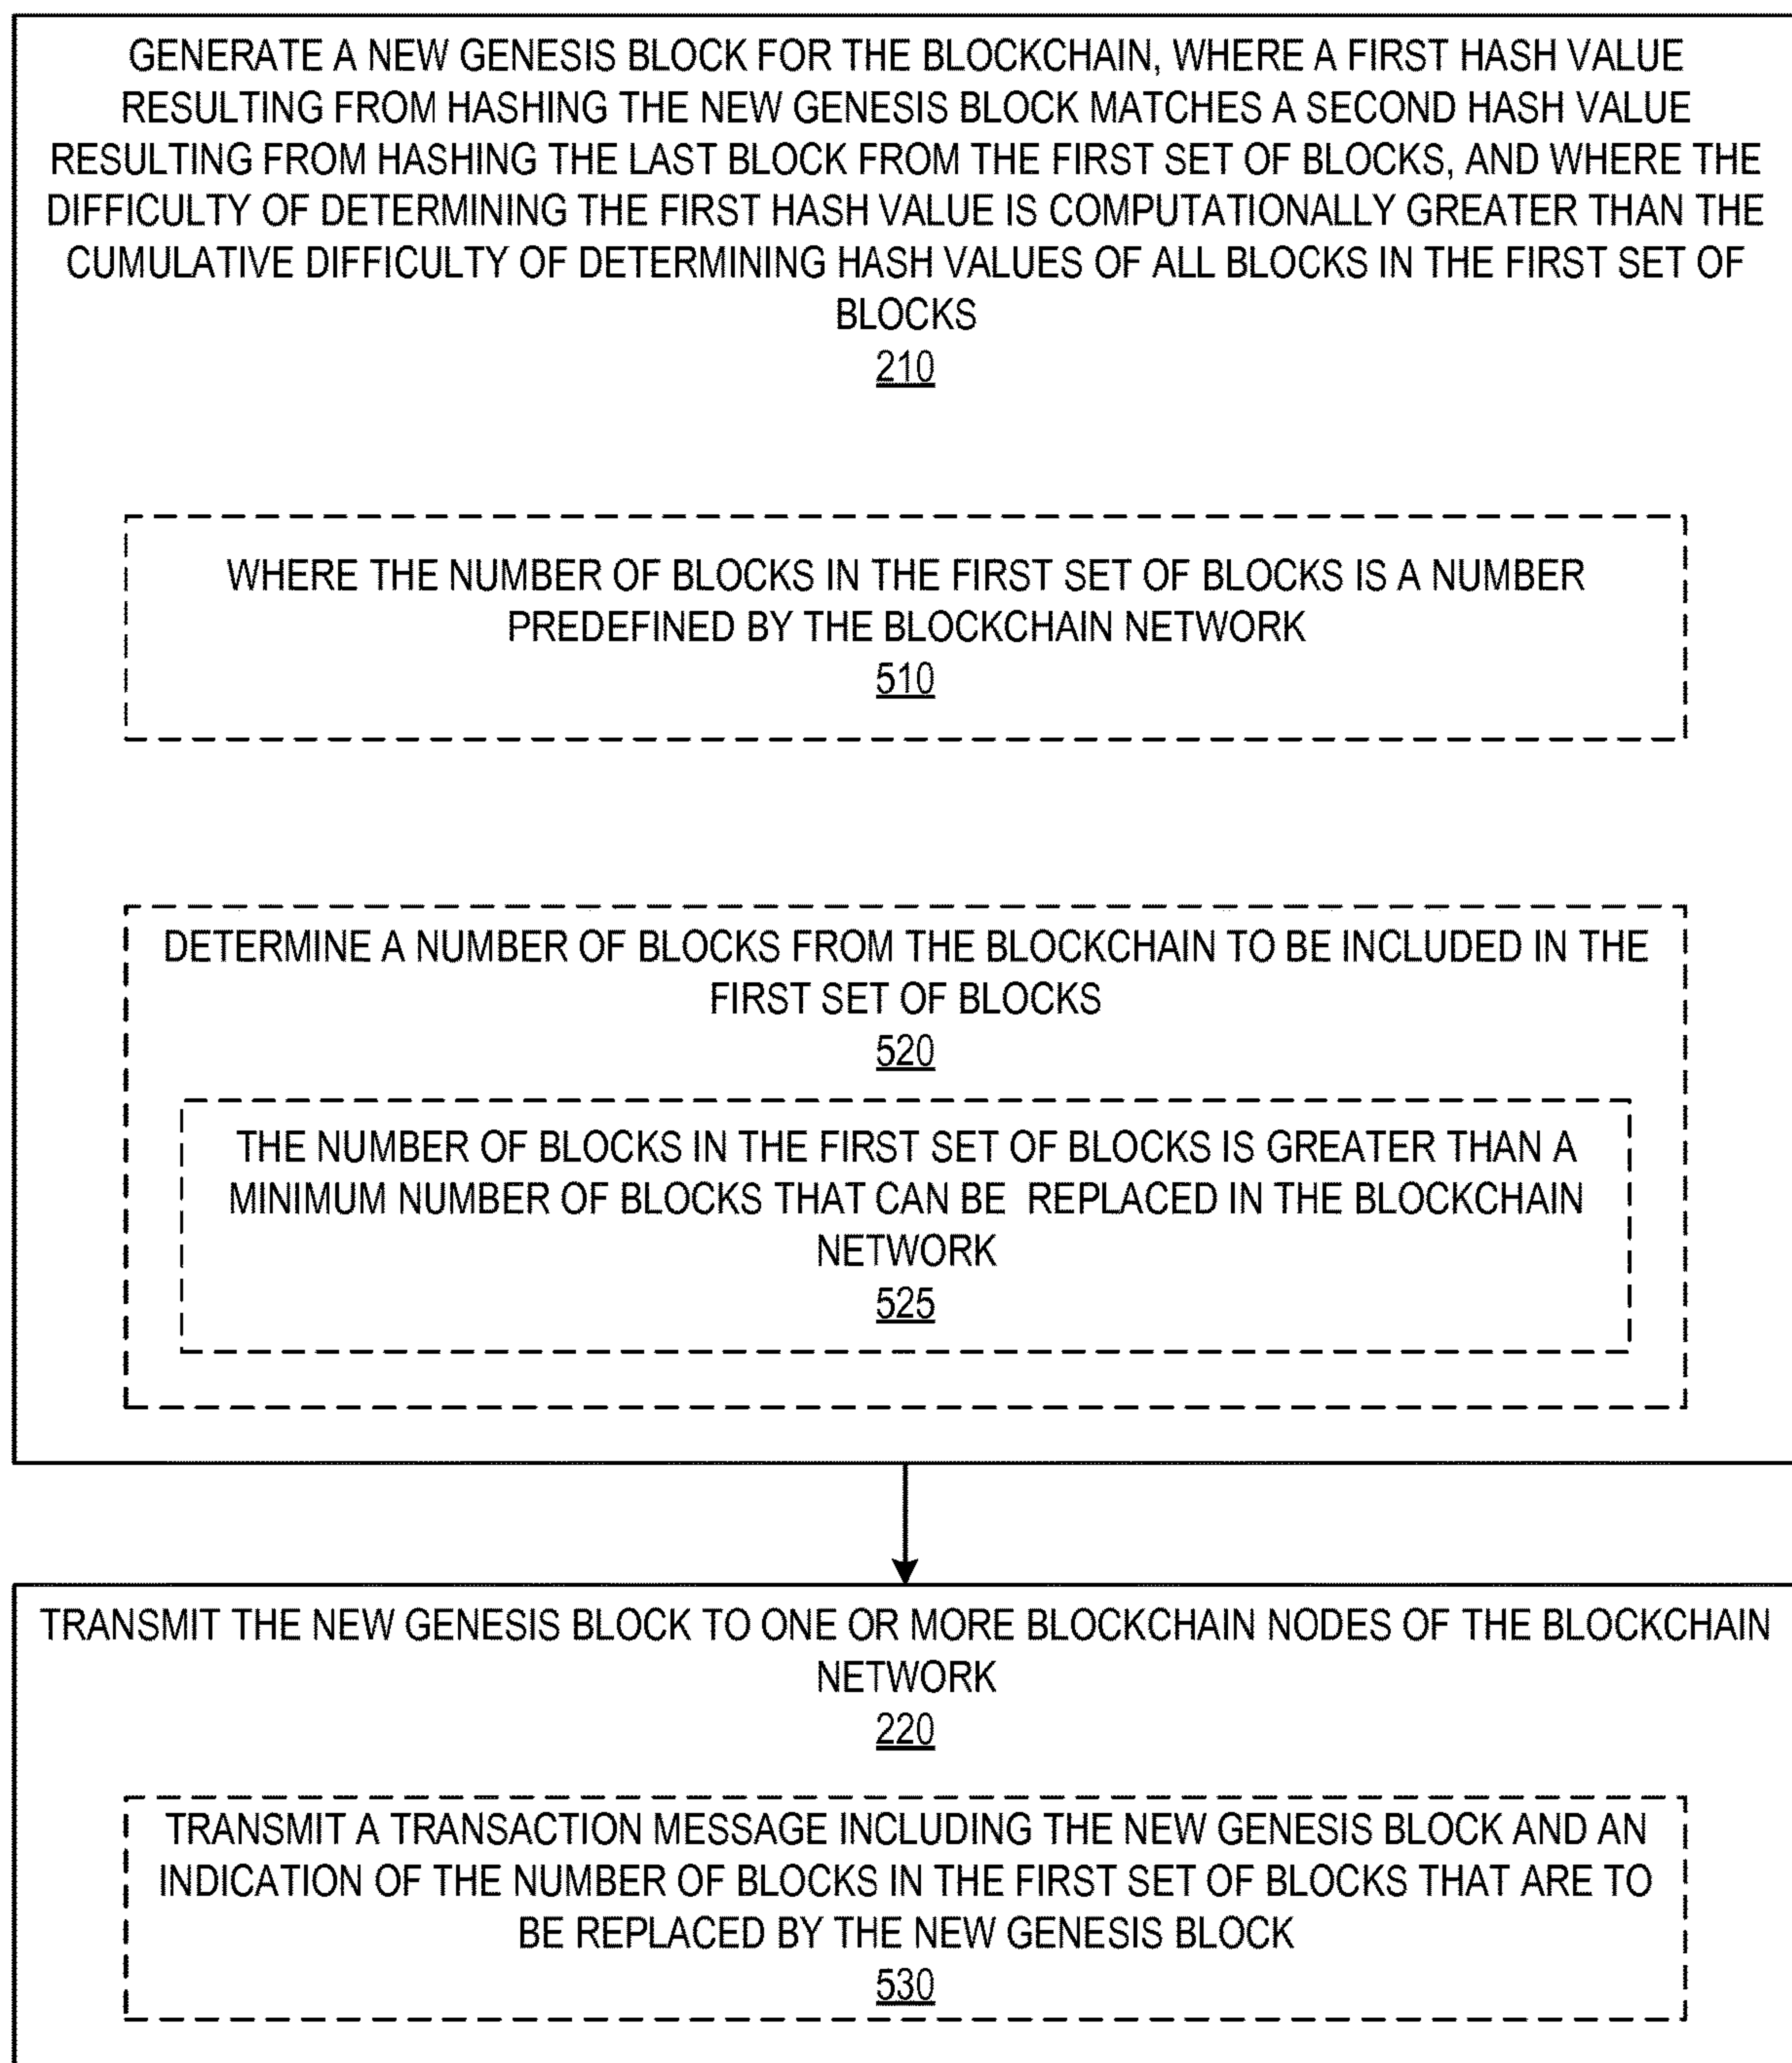 GENERATE A NEW GENESIS BLOCK FOR THE BLOCKCHAIN, WHERE A FIRST HASH VALUE
RESULTING FROM HASHING THE NEW GENESIS BLOCK MATCHES A SECOND HASH VALUE
RESULTING FROM HASHING THE LAST BLOCK FROM THE FIRST SET OF BLOCKS, AND WHERE THE
DIFFICULTY OF DETERMINING THE FIRST HASH VALUE IS COMPUTATIONALLY GREATER THAN THE
CUMULATIVE DIFFICULTY OF DETERMINING HASH VALUES OF ALL BLOCKS IN THE FIRST SET OF
BLOCKS
210
WHERE THE NUMBER OF BLOCKS IN THE FIRST SET OF BLOCKS IS A NUMBER
PREDEFINED BY THE BLOCKCHAIN NETWORK
510
DETERMINE A NUMBER OF BLOCKS FROM THE BLOCKCHAIN TO BE INCLUDED IN THE
FIRST SET OF BLOCKS
520
THE NUMBER OF BLOCKS IN THE FIRST SET OF BLOCKS IS GREATER THAN A
MINIMUM NUMBER OF BLOCKS THAT CAN BE REPLACED IN THE BLOCKCHAIN
NETWORK
525
TRANSMIT THE NEW GENESIS BLOCK TO ONE OR MORE BLOCKCHAIN NODES OF THE BLOCKCHAIN
NETWORK
220
TRANSMIT A TRANSACTION MESSAGE INCLUDING THE NEW GENESIS BLOCK AND AN
INDICATION OF THE NUMBER OF BLOCKS IN THE FIRST SET OF BLOCKS THAT ARE TO
BE REPLACED BY THE NEW GENESIS BLOCK
530